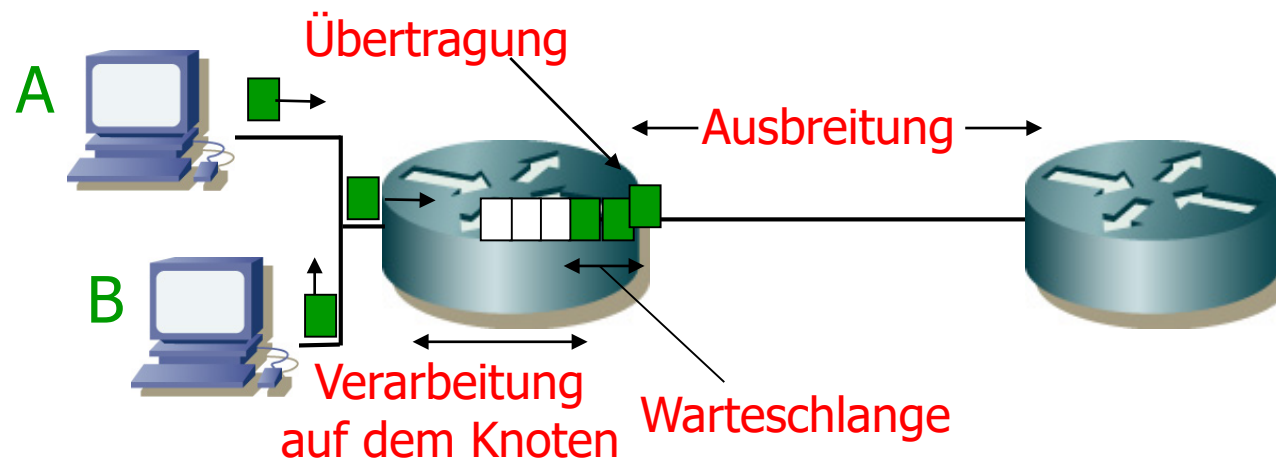 Übertragung
A
Ausbreitung
B
Verarbeitung
auf dem Knoten
Warteschlange